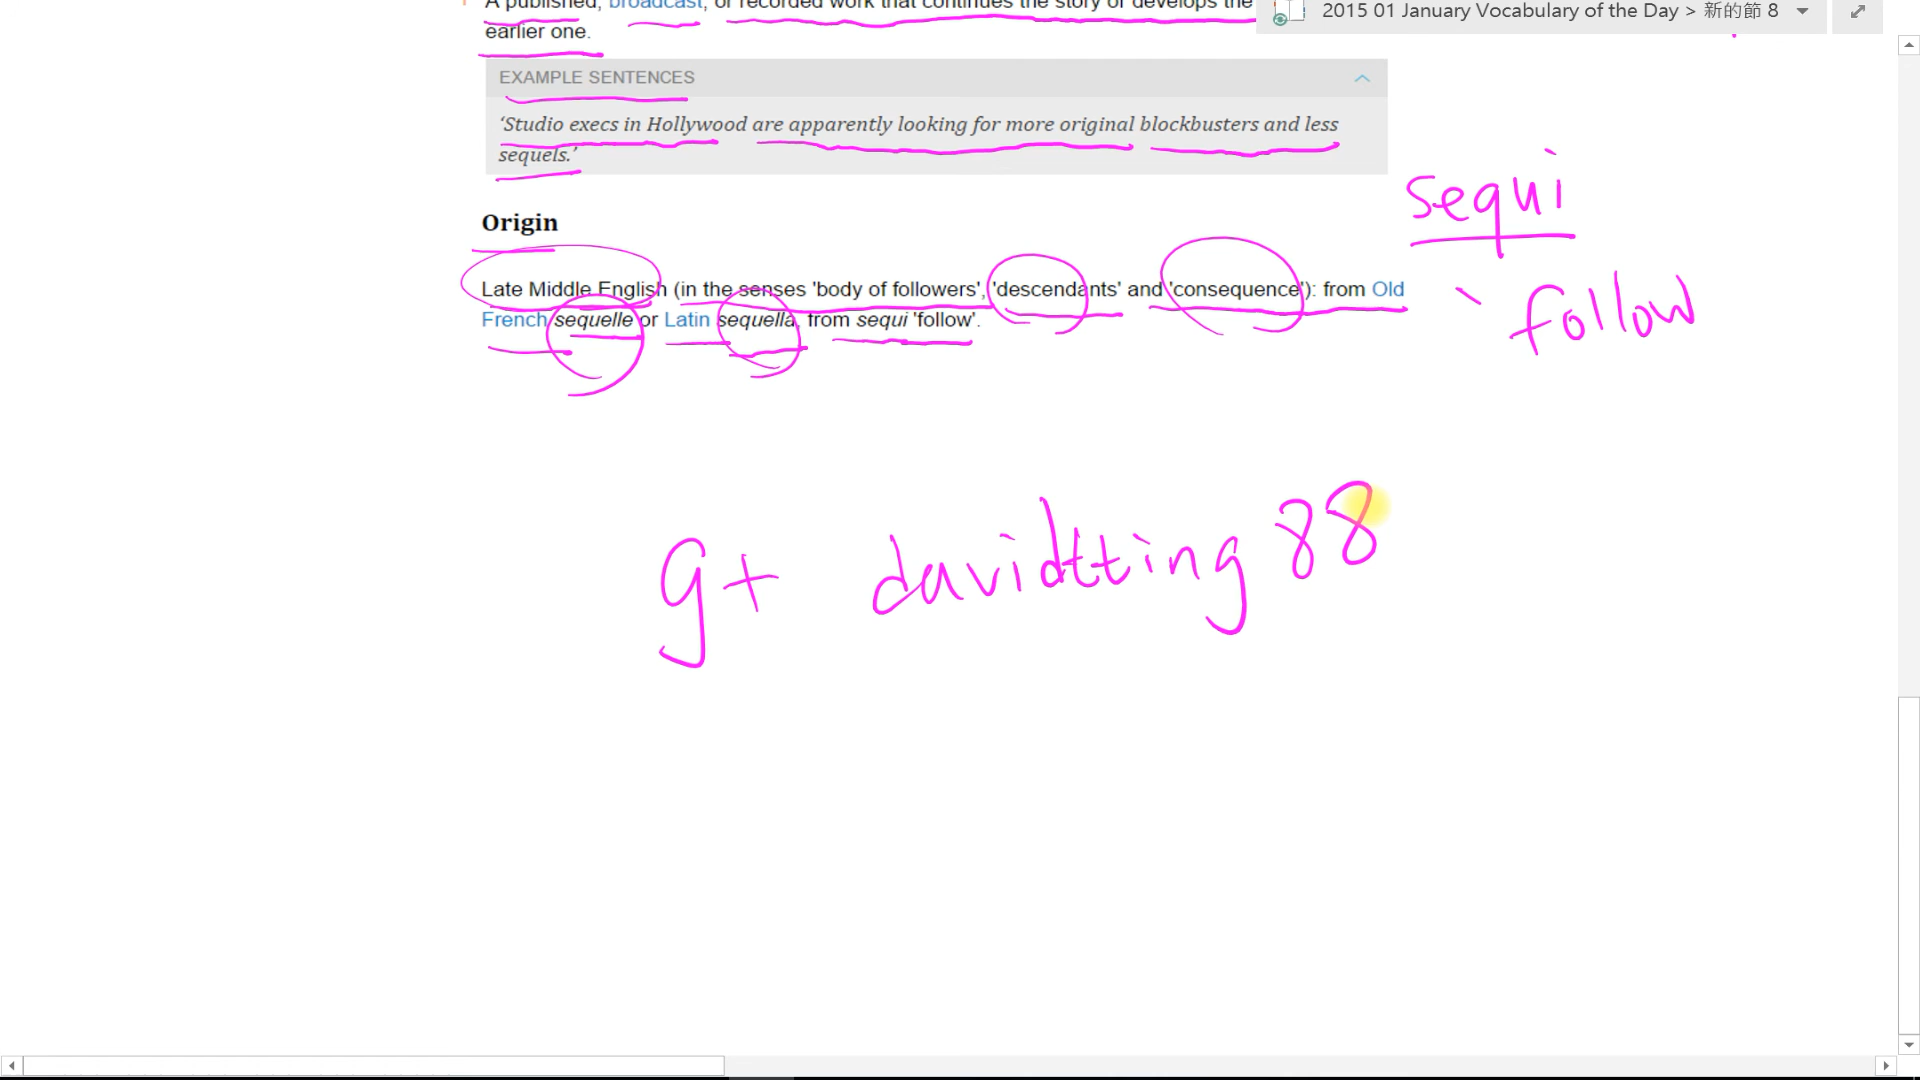 A published, broadcast, or recorded work that continues the story or develops the
2015 01 January Vocabulary of the Day > 新的節 8
earlier one.
EXAMPLE SENTENCES
‘Studio execs in Hollywood are apparently looking for more original blockbusters and less
sequels.’
sequi
Origin
Late Middle English (in the senses 'body of followers', 'descendants' and 'consequence'): from Old
French sequelle or Latin sequella, from sequi 'follow'.
follow
g+ davidtting 88